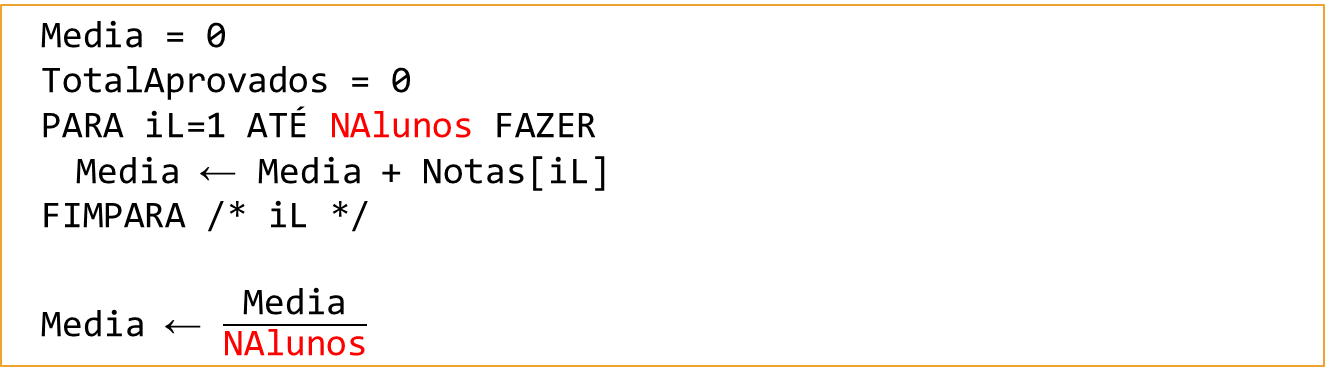 Media = 0
TotalAprovados = 0
PARA iL=1 ATÉ NAlunos FAZER
Media ← Media + Notas[iL]
FIMPARA /* iL */
Media ← Media
NAlunos